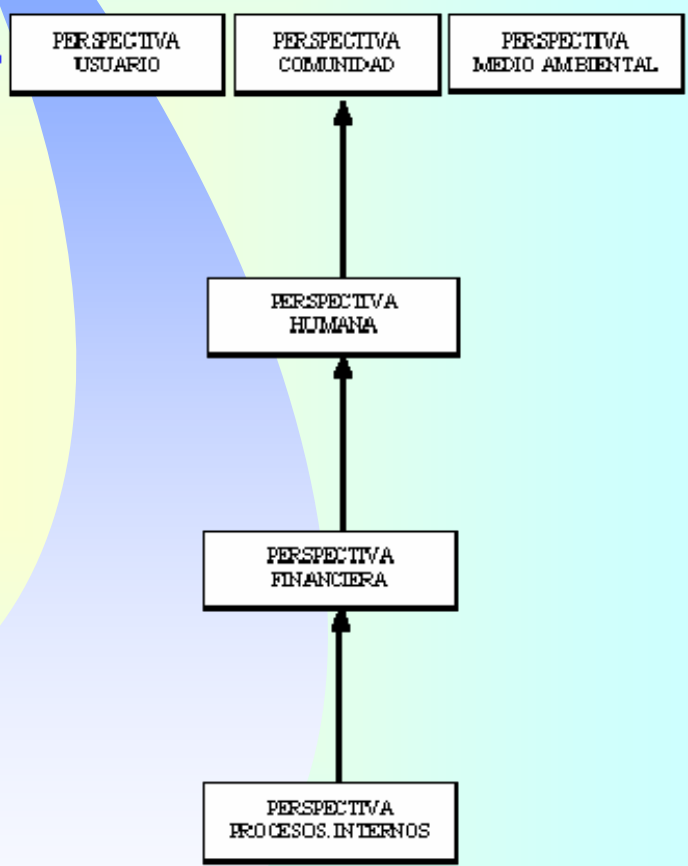 PERSPECTIVA
USUARIO
PERSPECTIVA
COMUNIDAD
PERSPECTIVA
MEDIO AMBIENTAL
PERSPECTIVA
HUMANA
PERSPECTIVA
FINANCIERA
PERSPECTIVA
PROCESOS.INTERNOS